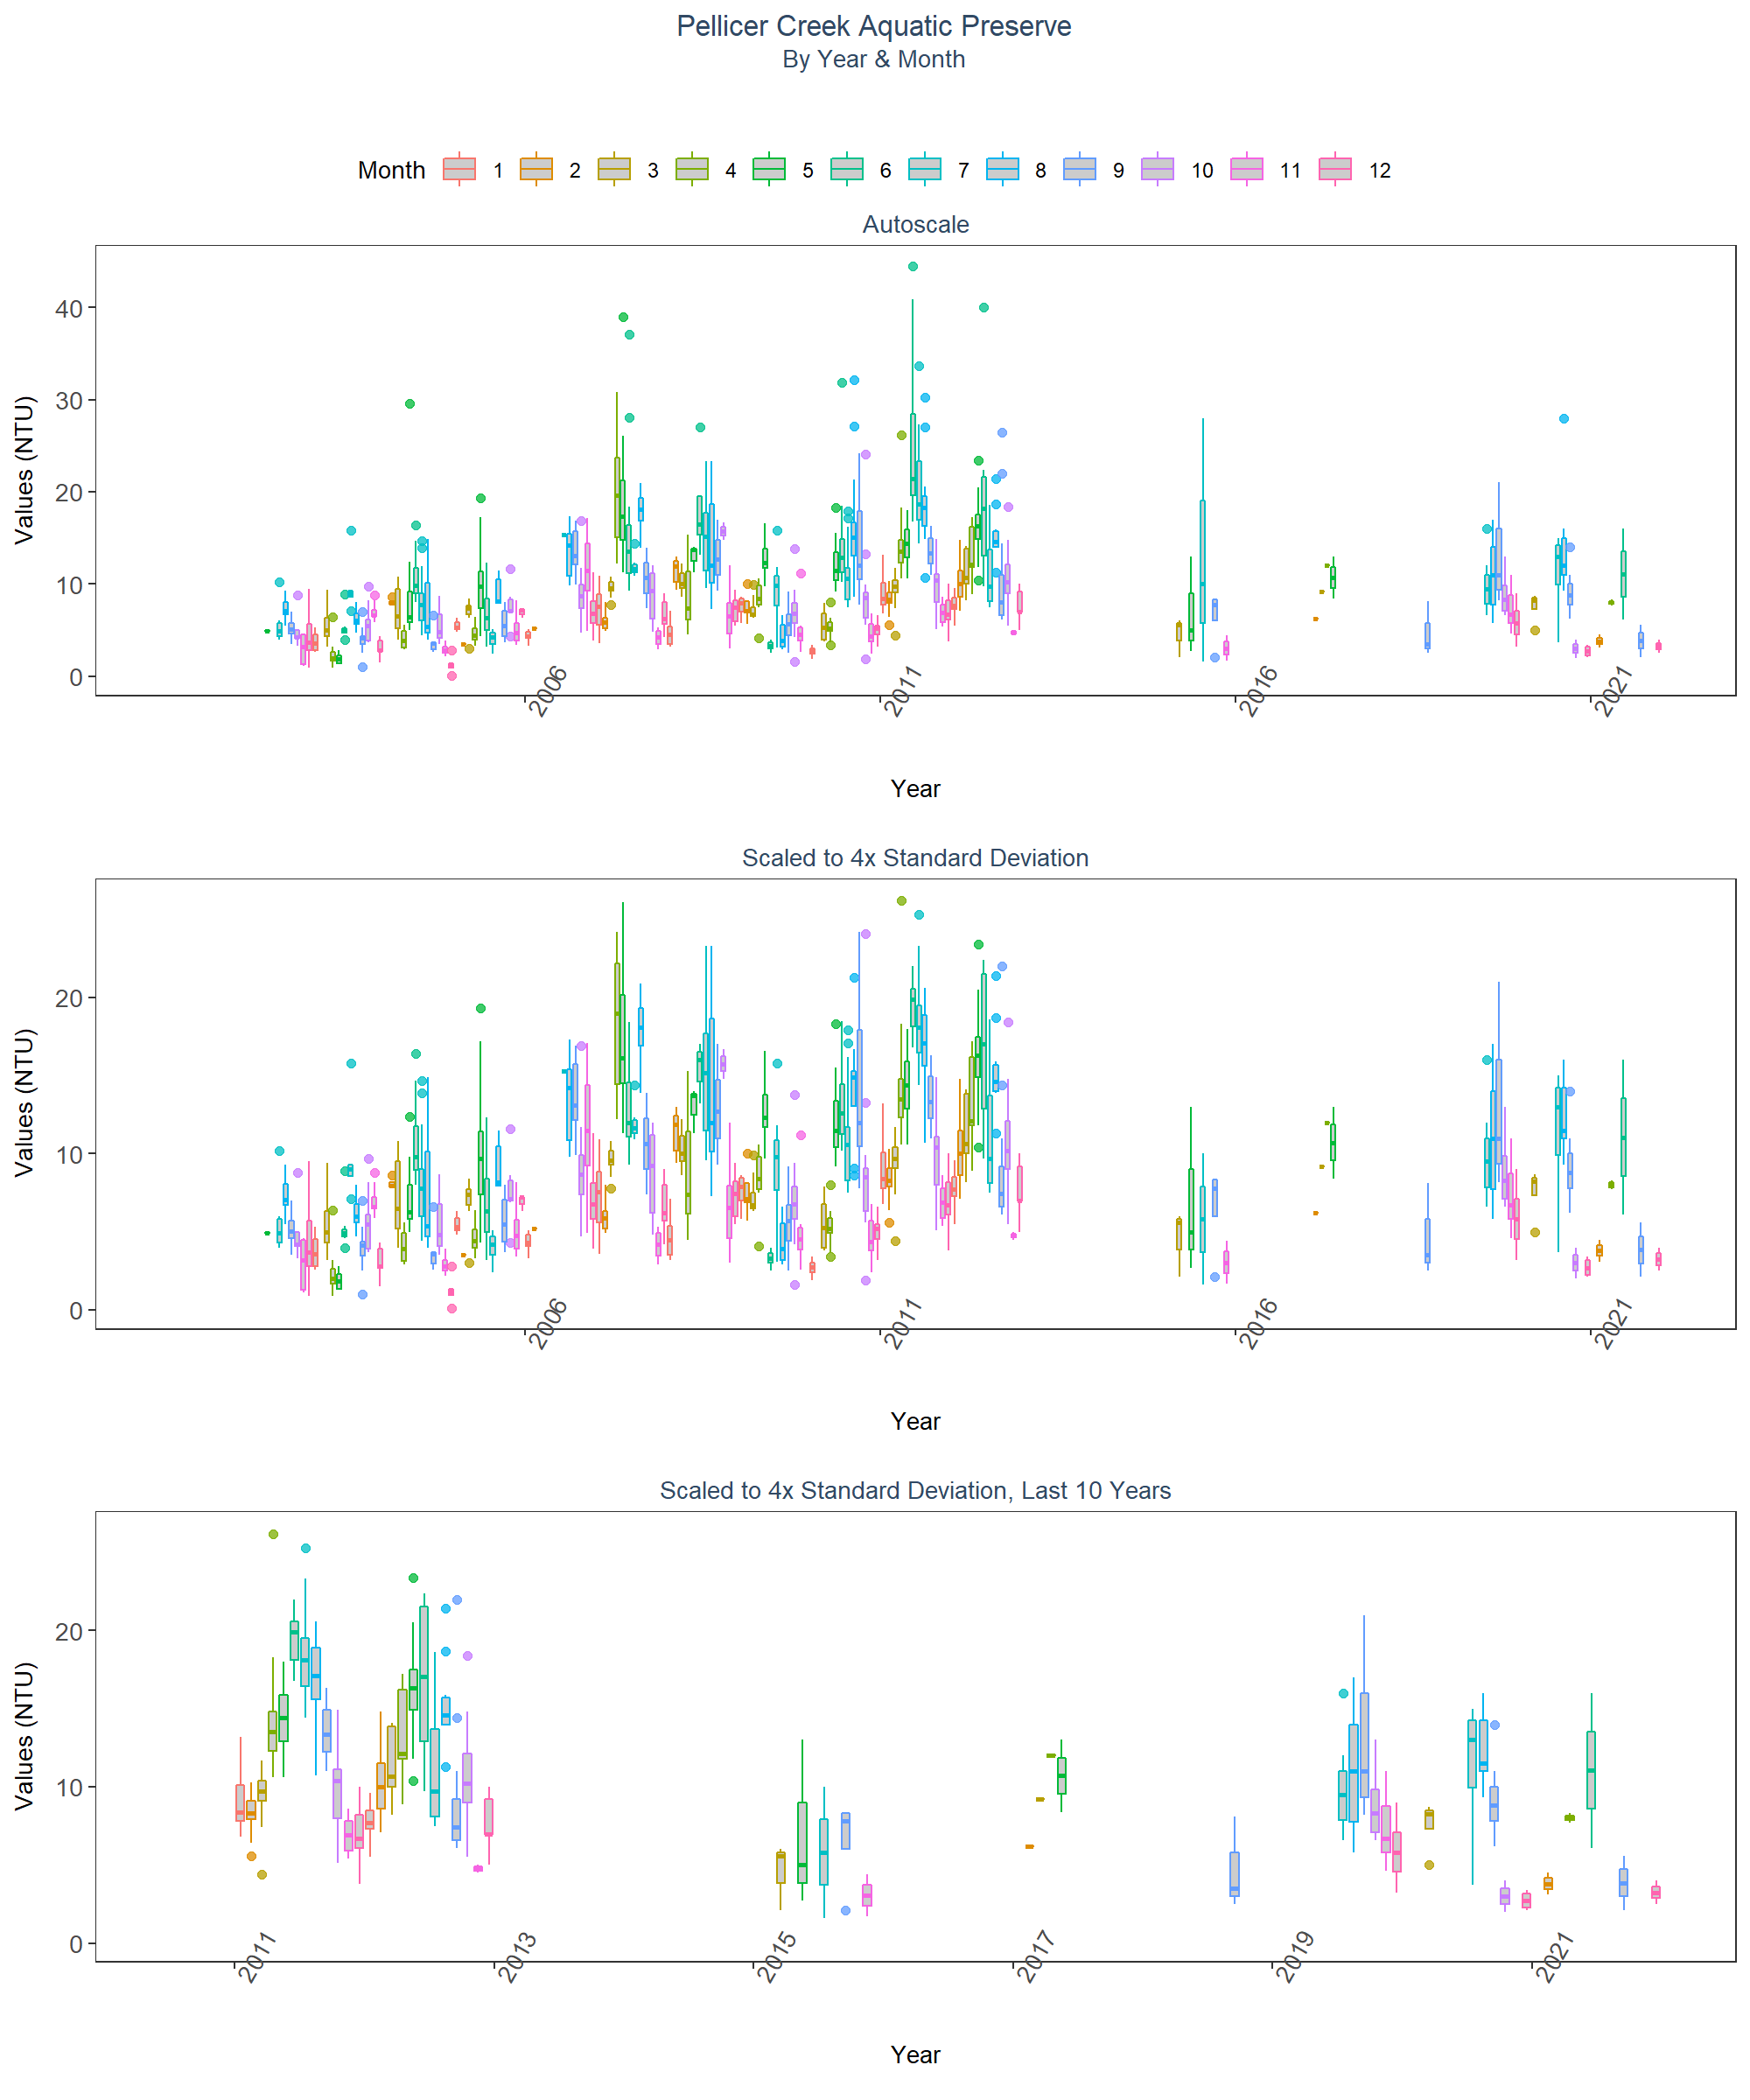 Pellicer Creek Aquatic Preserve
By Year & Month
Month 1 2 3 4 5 6 7 8 9 10 11 12
Autoscale
Values (NTU)
40
30
20
10
0
2006 2011 2016 2021
Year
Scaled to 4x Standard Deviation
Values (NTU)
20
10
0
2006 2011 2016 2021
Year
Scaled to 4x Standard Deviation, Last 10 Years
Values (NTU)
20
10
0
2011 2013 2015 2017 2019 2021
Year